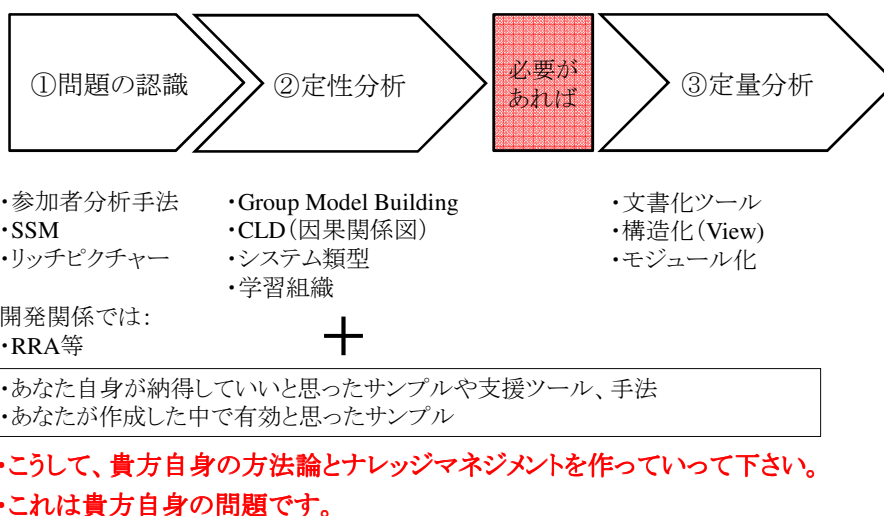 ①問題の認識
②定性分析
必要が
あれば
③定量分析
・参加者分析手法
・SSM
・リッチピクチャー
開発関係では:
・RRA等
・Group Model Building
・CLD(因果関係図)
・システム類型
・学習組織
・文書化ツール
・構造化(View)
・モジュール化
＋
・あなた自身が納得していいと思ったサンプルや支援ツール、手法
・あなたが作成した中で有効と思ったサンプル
・こうして、貴方自身の方法論とナレッジマネジメントを作っていって下さい。
・これは貴方自身の問題です。